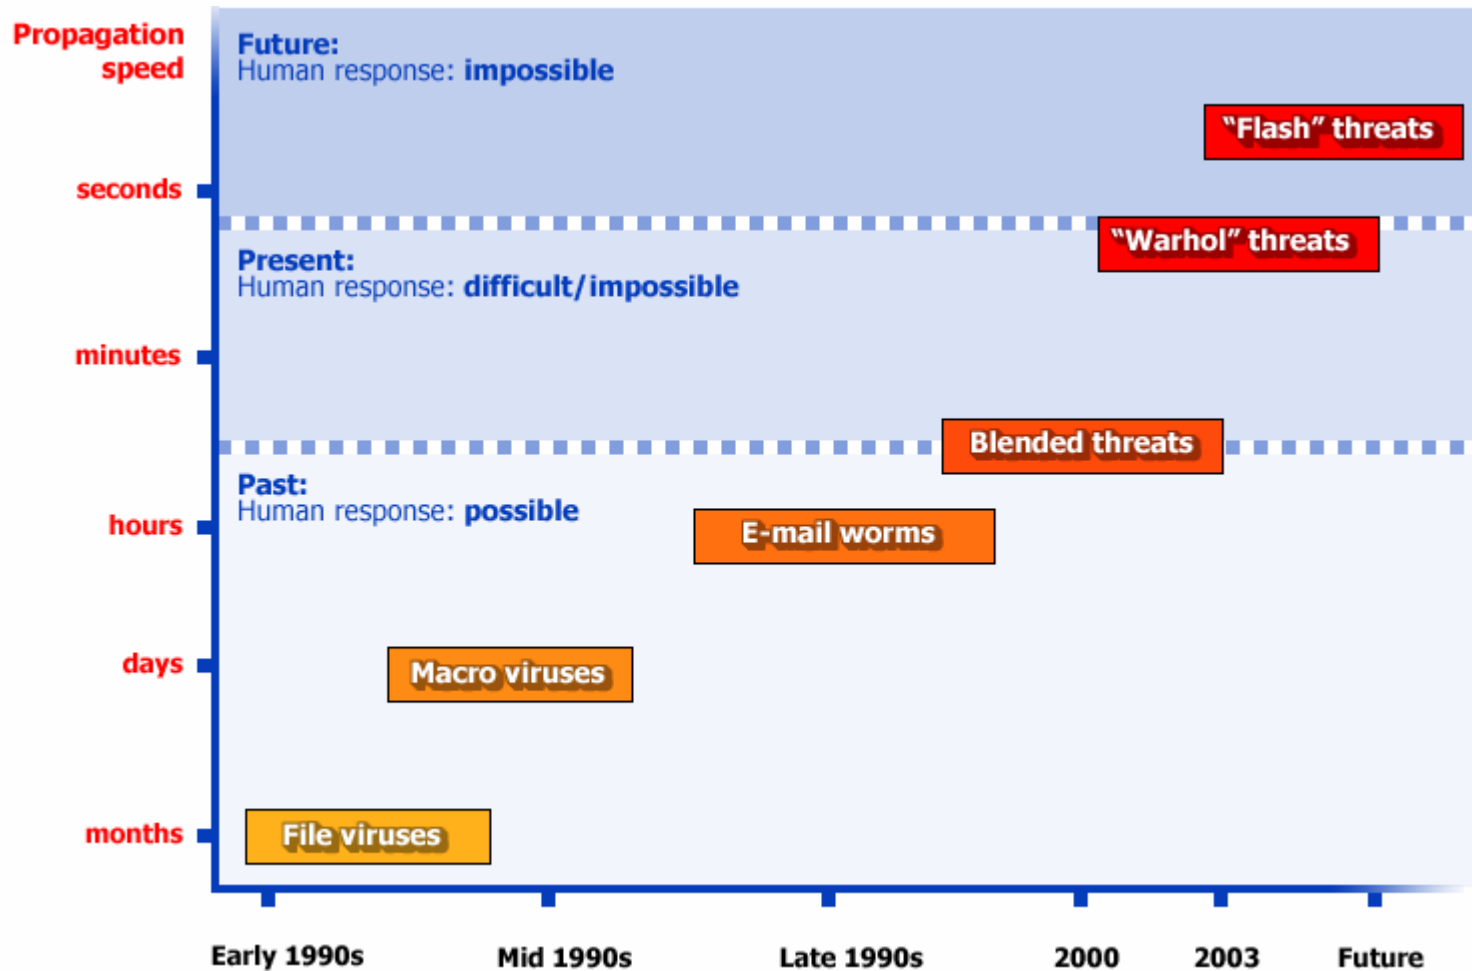 Propagation
speed
Future:
Human response: impossible
“Flash” threats
seconds
“Warhol” threats
Present:
Human response: difficult/impossible
minutes
Blended threats
Past:
Human response: possible
hours
E-mail worms
days
Macro viruses
months
File viruses
Early 1990s
Mid 1990s
Late 1990s
2000
2003
Future